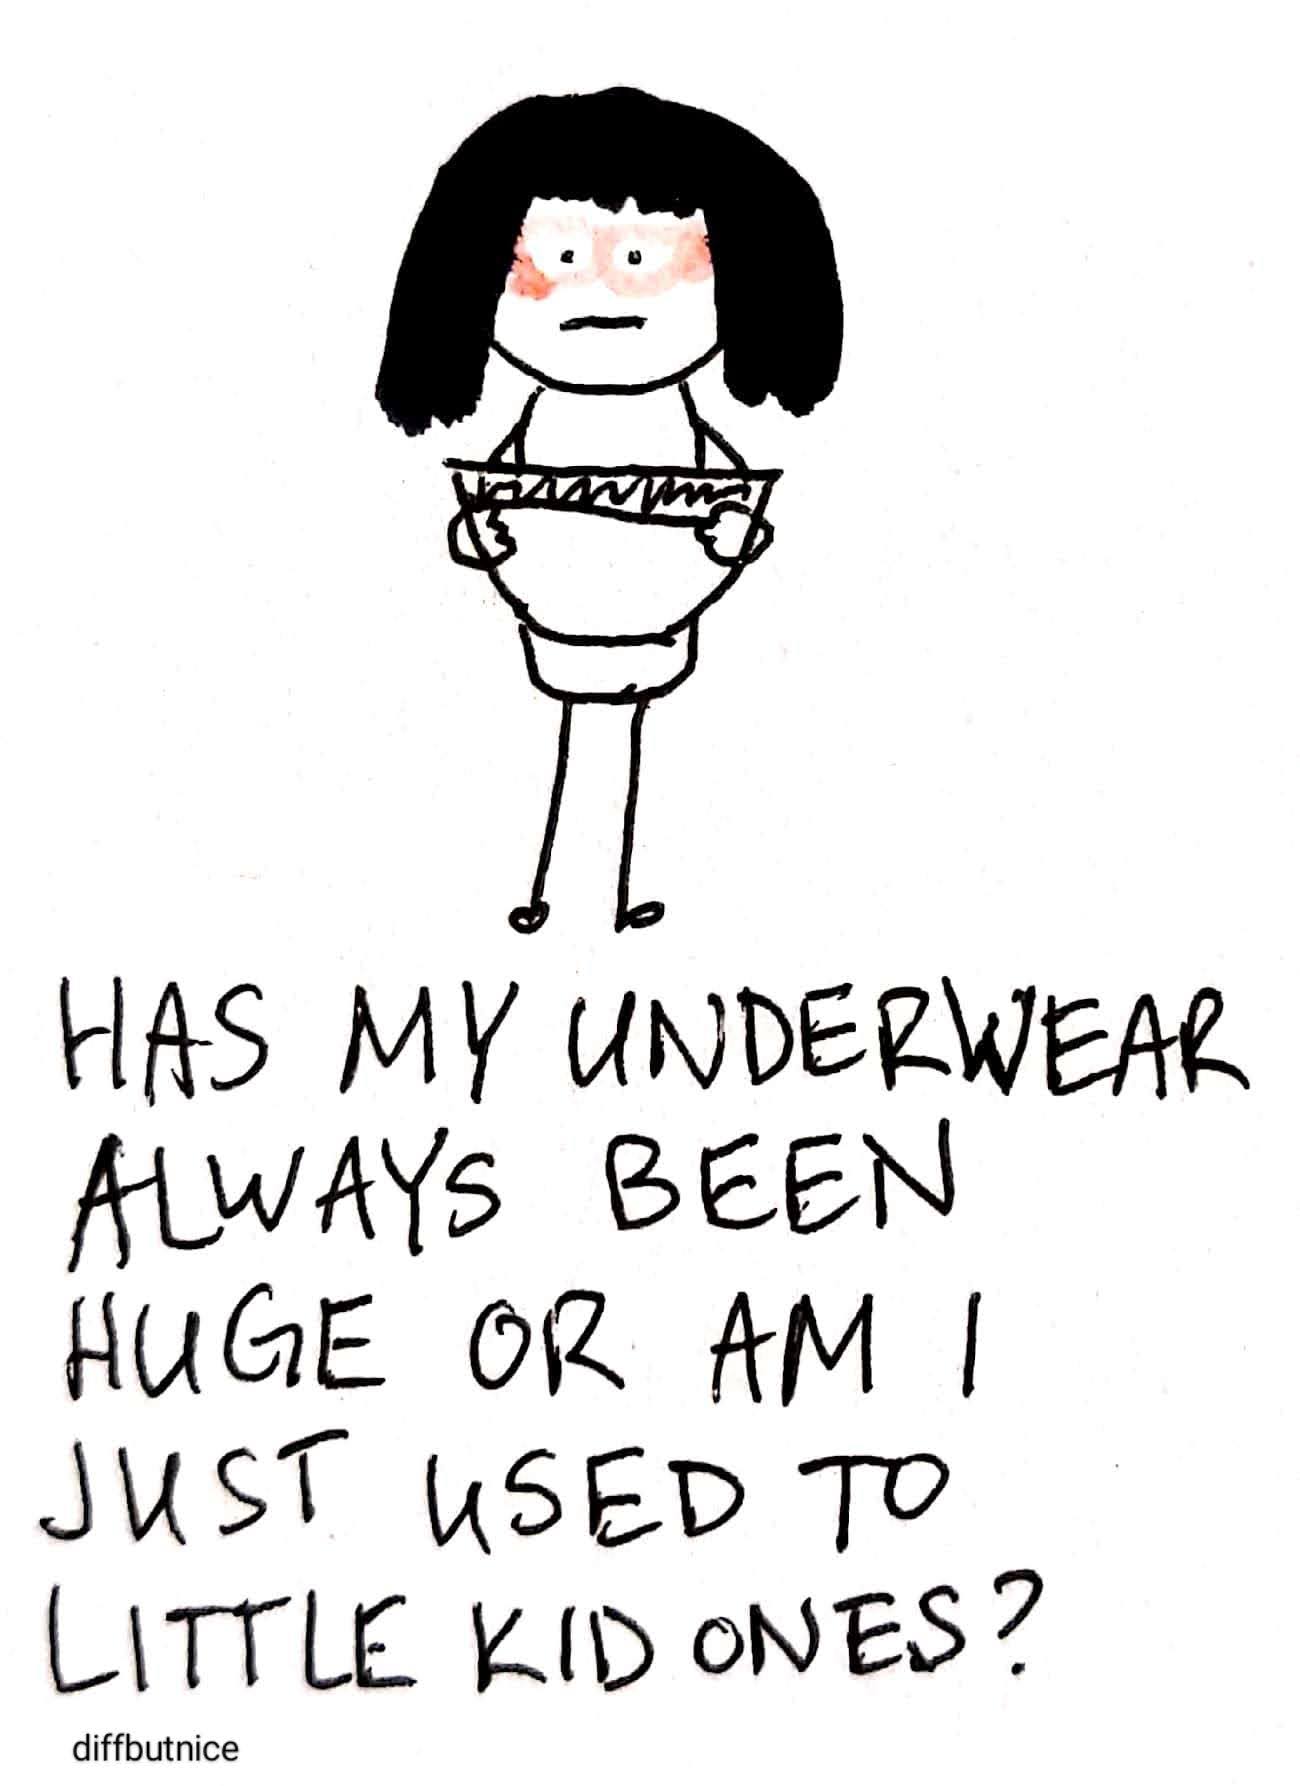 HAS MY UNDERWEAR
ALWAYS BEEN
HUGE OR AM I
JUST USED TO
LITTLE KID ONES?
diffbutnice